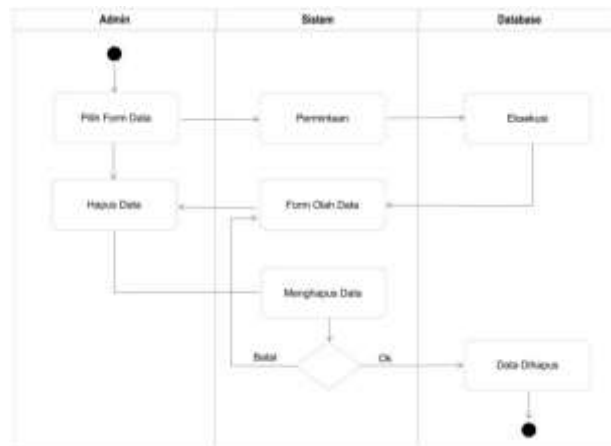 Admin
Sistem
Database
Pilih Form Data
Permintaan
Eksekusi
Hapus Data
Form Olah Data
Menghapus Data
Batal
Ok
Data Dihapus